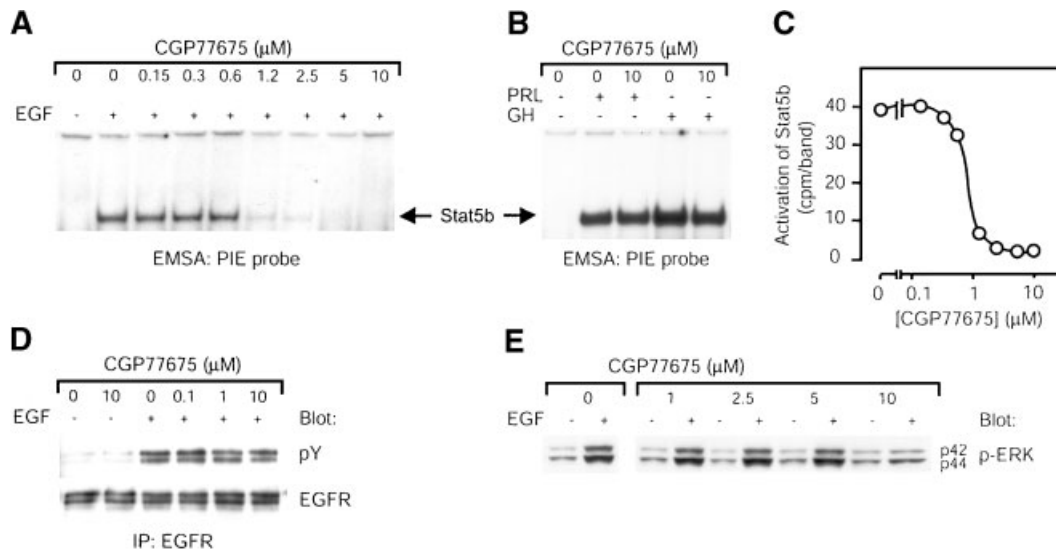 A
CGP77675 (μM)
0 0 0.15 0.3 0.6 1.2 2.5 5 10
EGF - + + + + + + + +
Stat5b
EMSA: PIE probe
B
CGP77675 (μM)
0 0 10 0 10
PRL - + + - -
GH - - - + +
EMSA: PIE probe
C
Activation of Stat5b
(cpm/band)
40
30
20
10
0
0 0.1 1 10
[CGP77675] (μM)
D
CGP77675 (μM)
0 10 0 0.1 1 10
EGF - - + + + + Blot:
pY
EGFR
IP: EGFR
E
CGP77675 (μM)
0 1 2.5 5 10
EGF - + - + - + - + - + Blot:
p42
p44
p-ERK